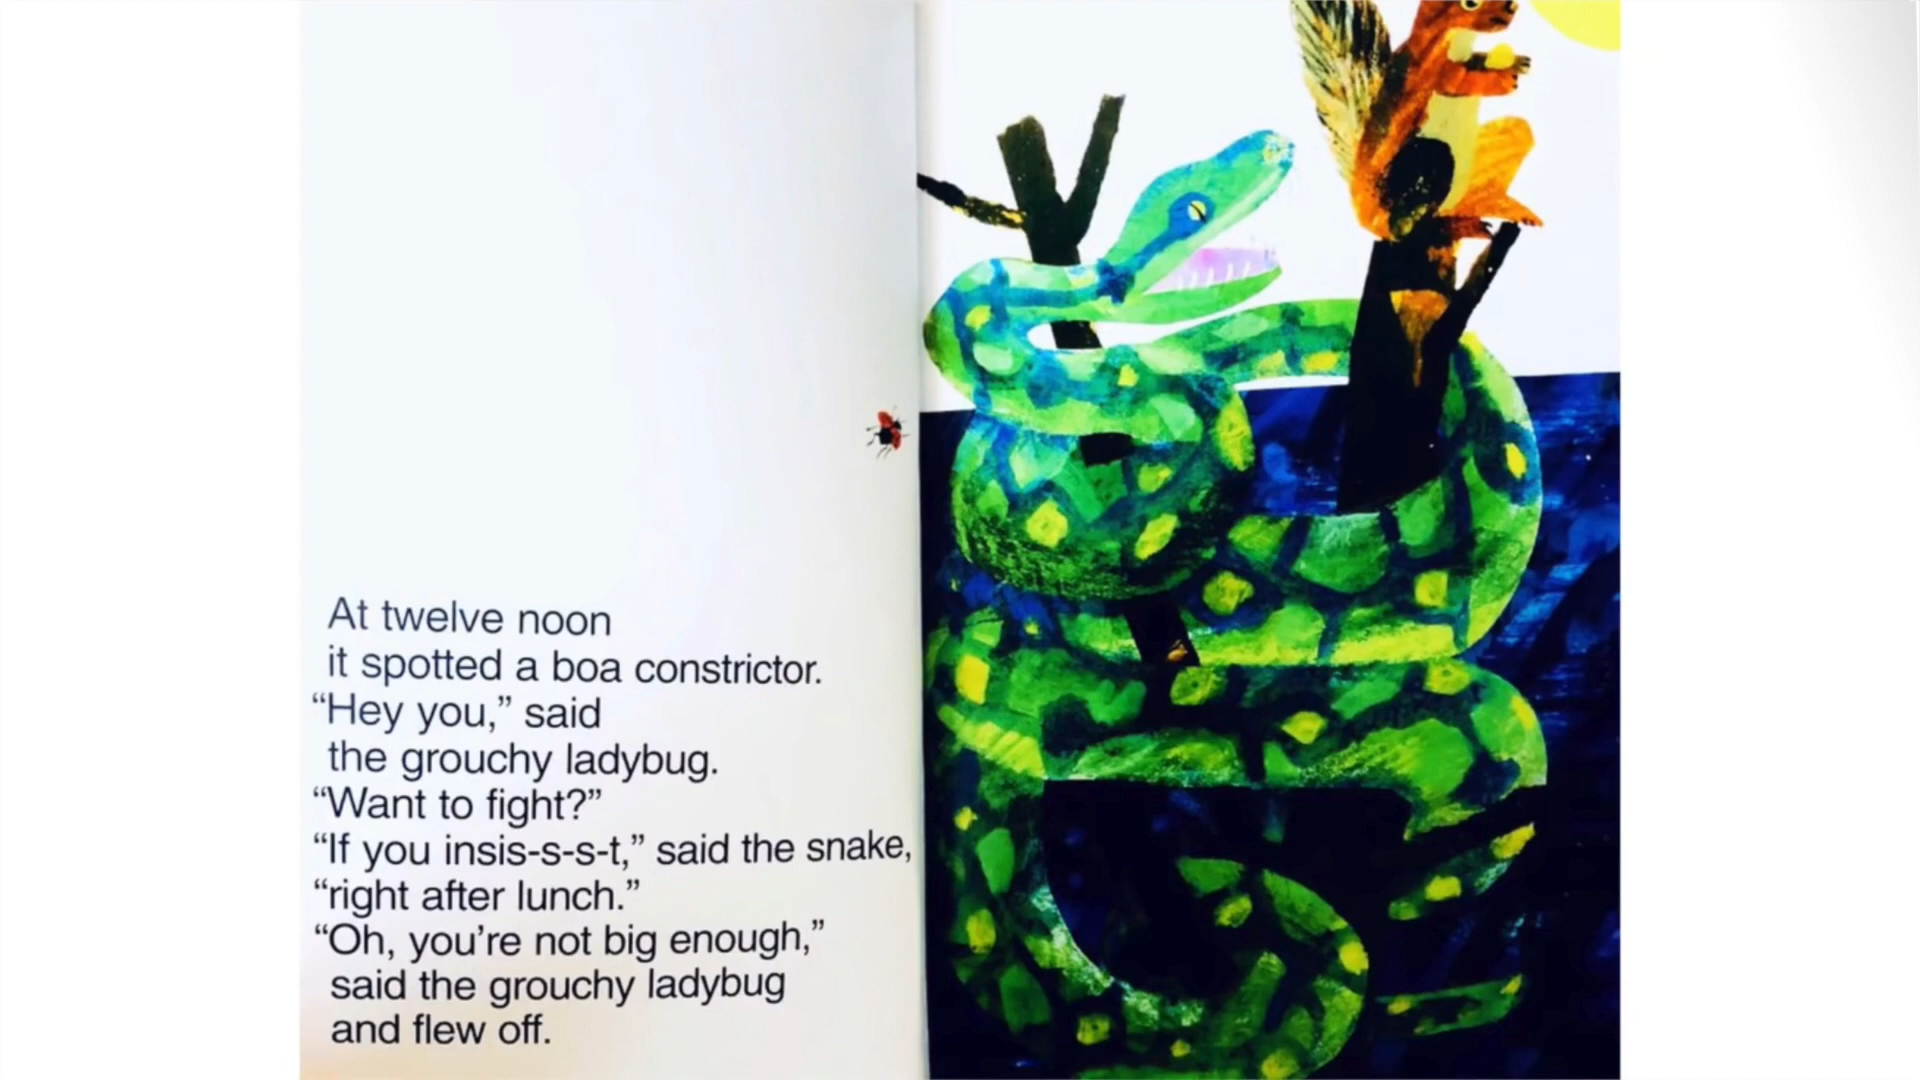 At twelve noon
it spotted a boa constrictor.
“Hey you,” said
the grouchy ladybug.
“Want to fight?”
“If you insis-s-s-t,” said the snake,
“right after lunch.”
“Oh, you’re not big enough,”
said the grouchy ladybug
and flew off.